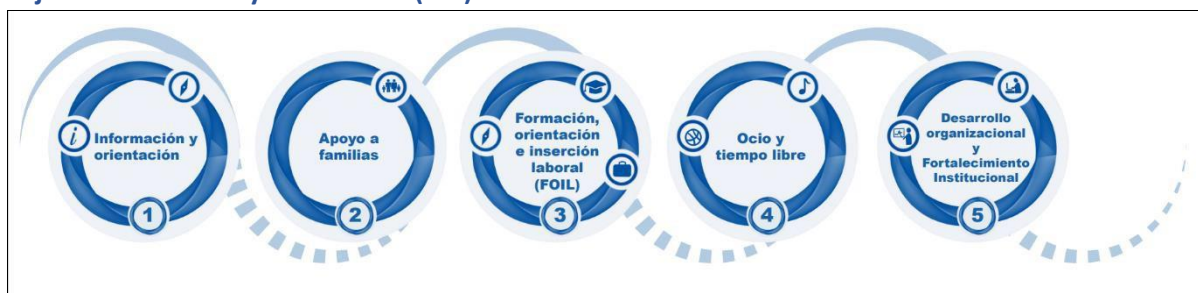 Información y
orientación
1
Apoyo a
familias
2
Formación,
orientación
e inserción
laboral
(FOIL)
3
Ocio y
tiempo libre
4
Desarrollo
organizacional
y
Fortalecimiento
Institucional
5